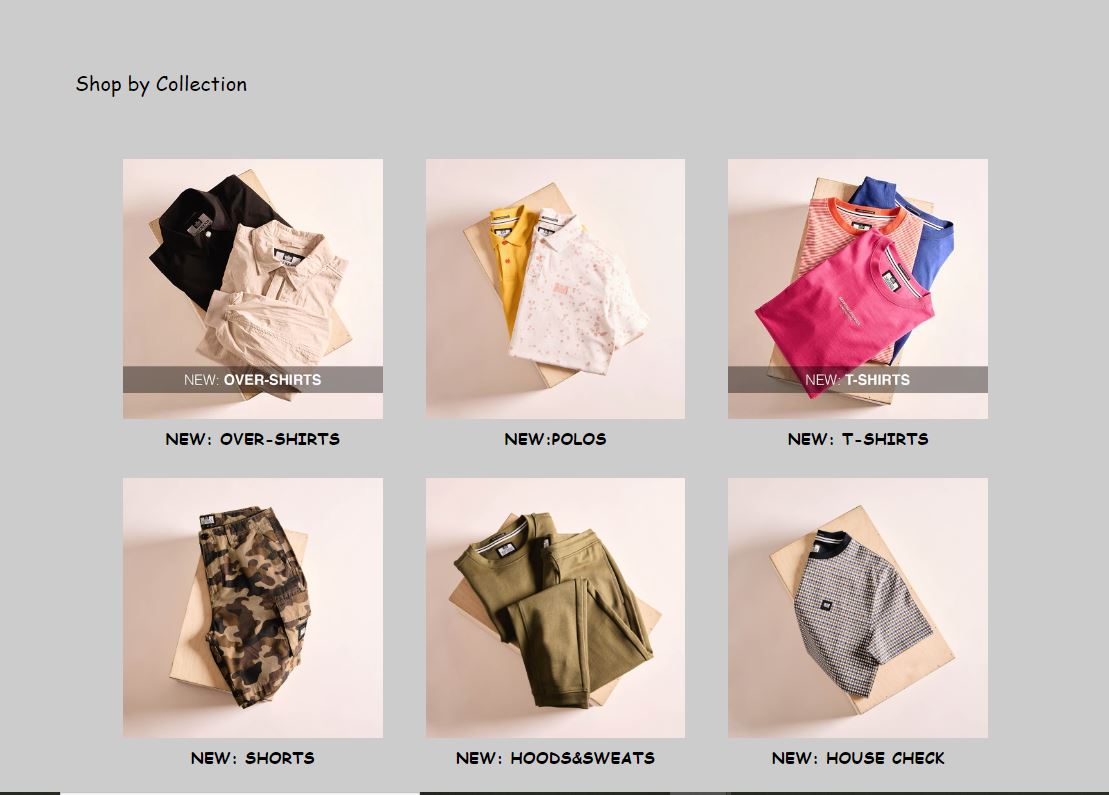 Shop by Collection
NEW: OVER-SHIRTS
NEW: OVER-SHIRTS
NEW:POLOS
NEW: T-SHIRTS
NEW: T-SHIRTS
NEW: SHORTS
NEW: HOODS&SWEATS
NEW: HOUSE CHECK